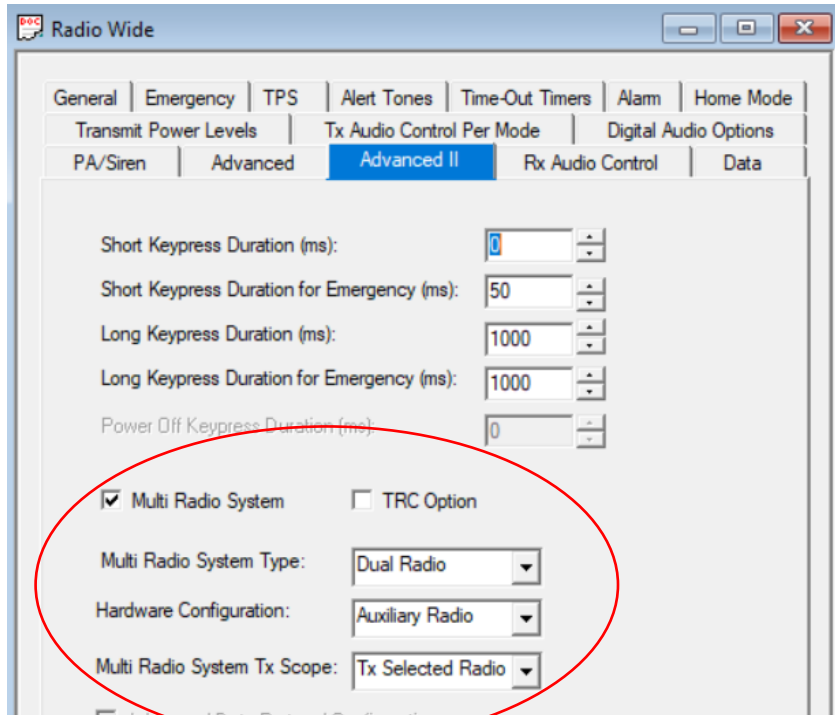 Radio Wide
General Emergency TPS Alert Tones Time-Out Timers Alarm Home Mode
Transmit Power Levels Tx Audio Control Per Mode Digital Audio Options
PA/Siren Advanced Advanced II Rx Audio Control Data
Short Keypress Duration (ms): 0
Short Keypress Duration for Emergency (ms): 50
Long Keypress Duration (ms): 1000
Long Keypress Duration for Emergency (ms): 1000
Power Off Keypress Duration (ms): 0
Multi Radio System TRC Option
Multi Radio System Type: Dual Radio
Hardware Configuration: Auxiliary Radio
Multi Radio System Tx Scope: Tx Selected Radio